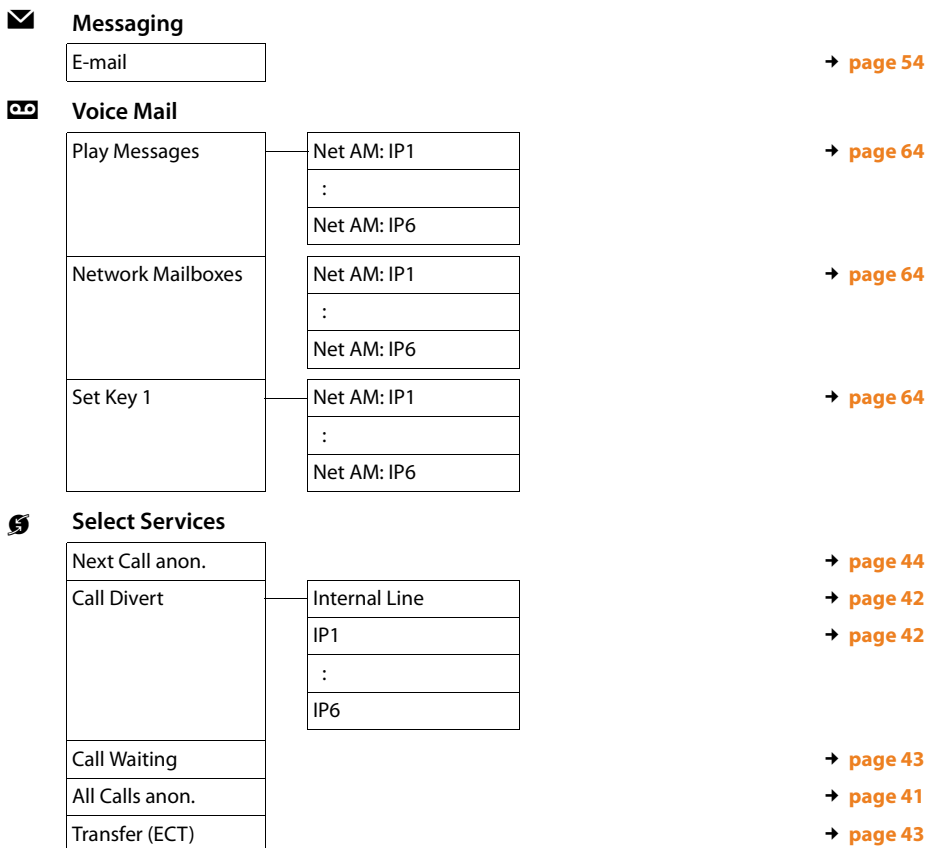 Messaging
E-mail → page 54
Voice Mail
Play Messages Net AM: IP1 → page 64
:
Net AM: IP6
Network Mailboxes Net AM: IP1 → page 64
:
Net AM: IP6
Set Key 1 Net AM: IP1 → page 64
:
Net AM: IP6
Select Services
Next Call anon. → page 44
Call Divert Internal Line → page 42
IP1 → page 42
:
IP6
Call Waiting → page 43
All Calls anon. → page 41
Transfer (ECT) → page 43